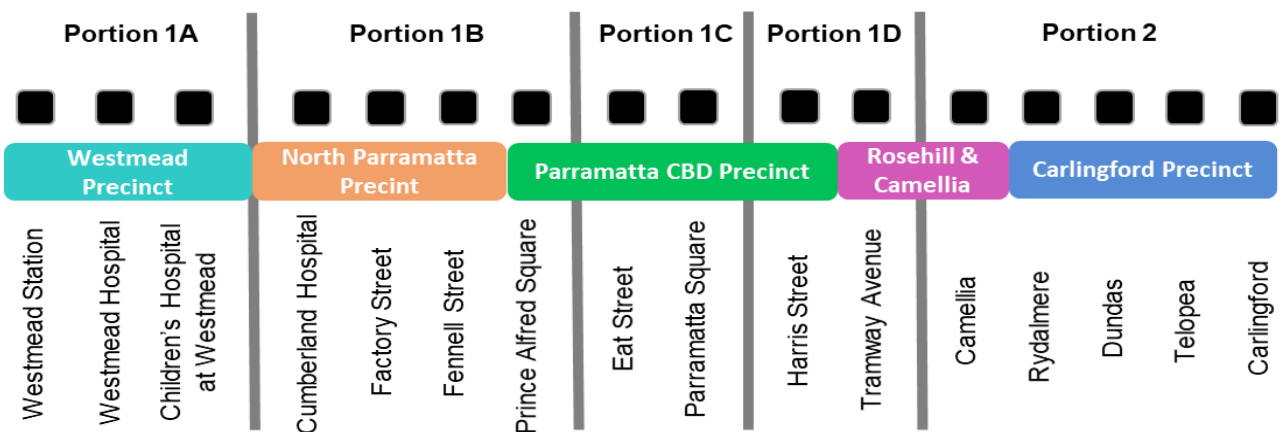 Portion 1A
Portion 1B
Portion 1C
Portion 1D
Portion 2
Westmead
Precinct
North Parramatta
Precint
Parramatta CBD Precinct
Rosehill &
Camellia
Carlingford Precinct
Westmead Station
Westmead Hospital
Children's Hospital
at Westmead
Cumberland Hospital
Factory Street
Fennell Street
Prince Alfred Square
Eat Street
Parramatta Square
Harris Street
Tramway Avenue
Camellia
Rydalmere
Dundas
Telopea
Carlingford